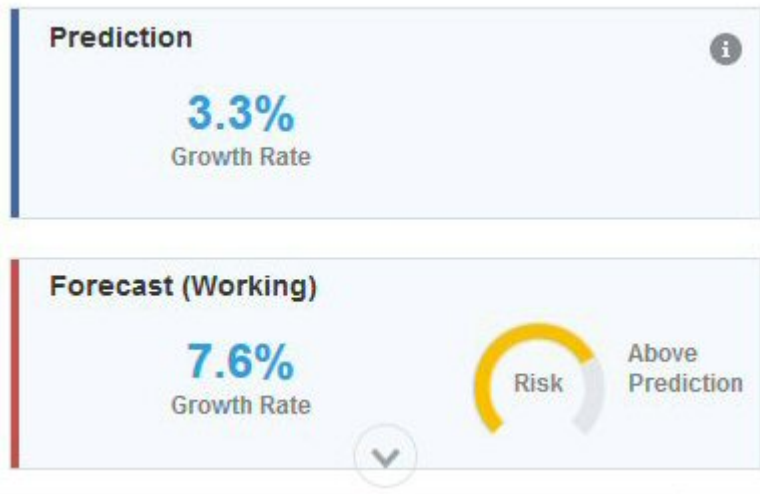 Prediction
3.3%
Growth Rate
Forecast (Working)
7.6%
Growth Rate
Risk
Above
Prediction